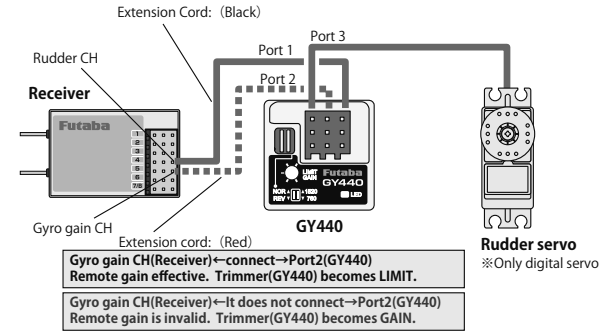 Extension Cord:（Black）
Port 3
Rudder CH
Port 1
Port 2
Receiver
Futaba
1
2
3
4
5
6
7/8
LIMIT
GAIN
Futaba
GY440
NOR 1520
REV 760
LED
Gyro gain CH
GY440
Extension cord:（Red）
Rudder servo
※Only digital servo
Gyro gain CH(Receiver)←connect→Port2(GY440)
Remote gain effective. Trimmer(GY440) becomes LIMIT.
Gyro gain CH(Receiver)←It does not connect→Port2(GY440)
Remote gain is invalid. Trimmer(GY440) becomes GAIN.